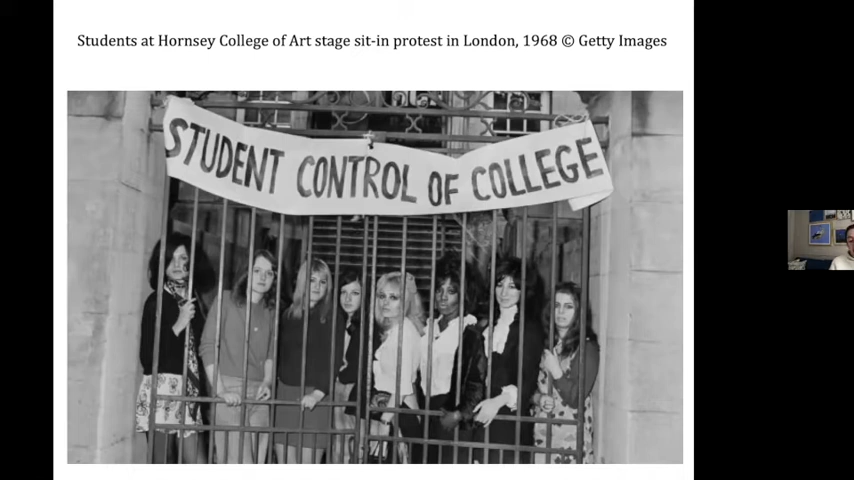 Students at Hornsey College of Art stage sit-in protest in London, 1968 © Getty Images
STUDENT CONTROL OF COLLEGE